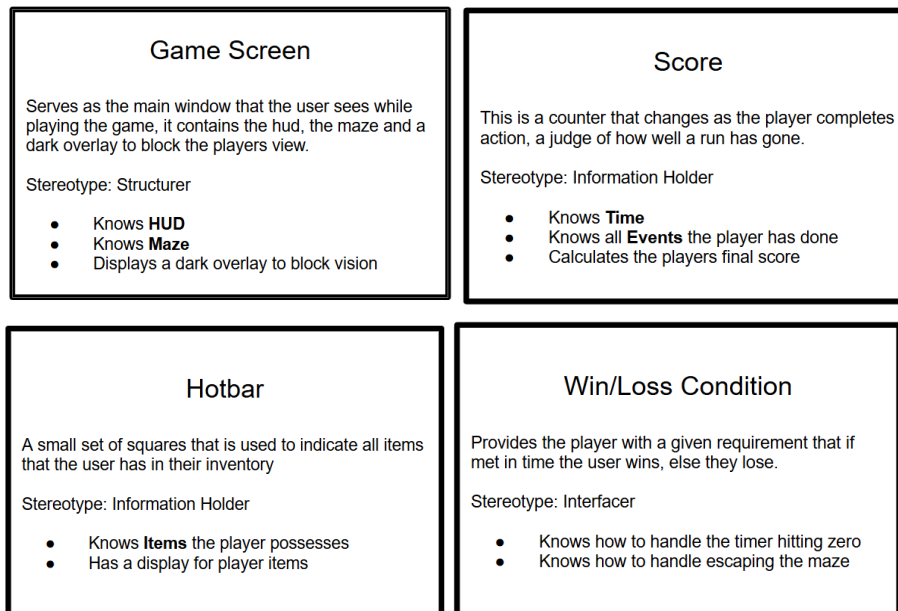 Game Screen
Serves as the main window that the user sees while
playing the game, it contains the hud, the maze and a
dark overlay to block the players view.
Stereotype: Structurer
● Knows HUD
● Knows Maze
● Displays a dark overlay to block vision
Score
This is a counter that changes as the player completes
action, a judge of how well a run has gone.
Stereotype: Information Holder
● Knows Time
● Knows all Events the player has done
● Calculates the players final score
Hotbar
A small set of squares that is used to indicate all items
that the user has in their inventory
Stereotype: Information Holder
● Knows Items the player possesses
● Has a display for player items
Win/Loss Condition
Provides the player with a given requirement that if
met in time the user wins, else they lose.
Stereotype: Interfacer
● Knows how to handle the timer hitting zero
● Knows how to handle escaping the maze